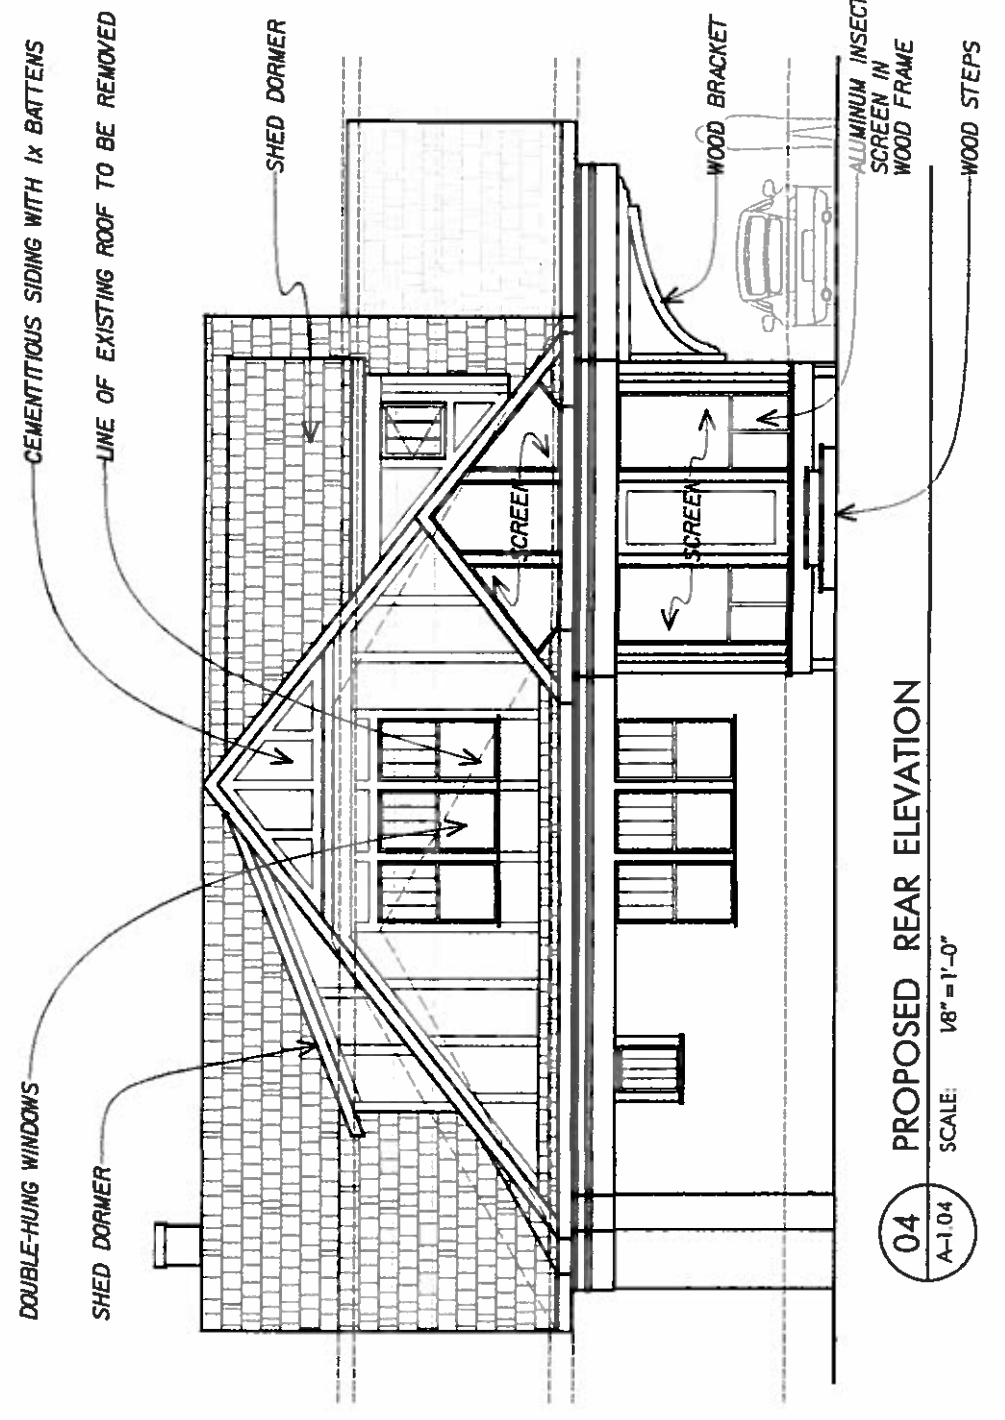 DOUBLE-HUNG WINDOWS
CEMENTITIOUS SIDING WITH 1x BATTENS
SHED DORMER
LINE OF EXISTING ROOF TO BE REMOVED
SHED DORMER
SCREEN
SCREEN
WOOD BRACKET
ALUMINUM INSECT
SCREEN IN
WOOD FRAME
WOOD STEPS
04
A-1.04
PROPOSED REAR ELEVATION
SCALE: 1/8" = 1'-0"